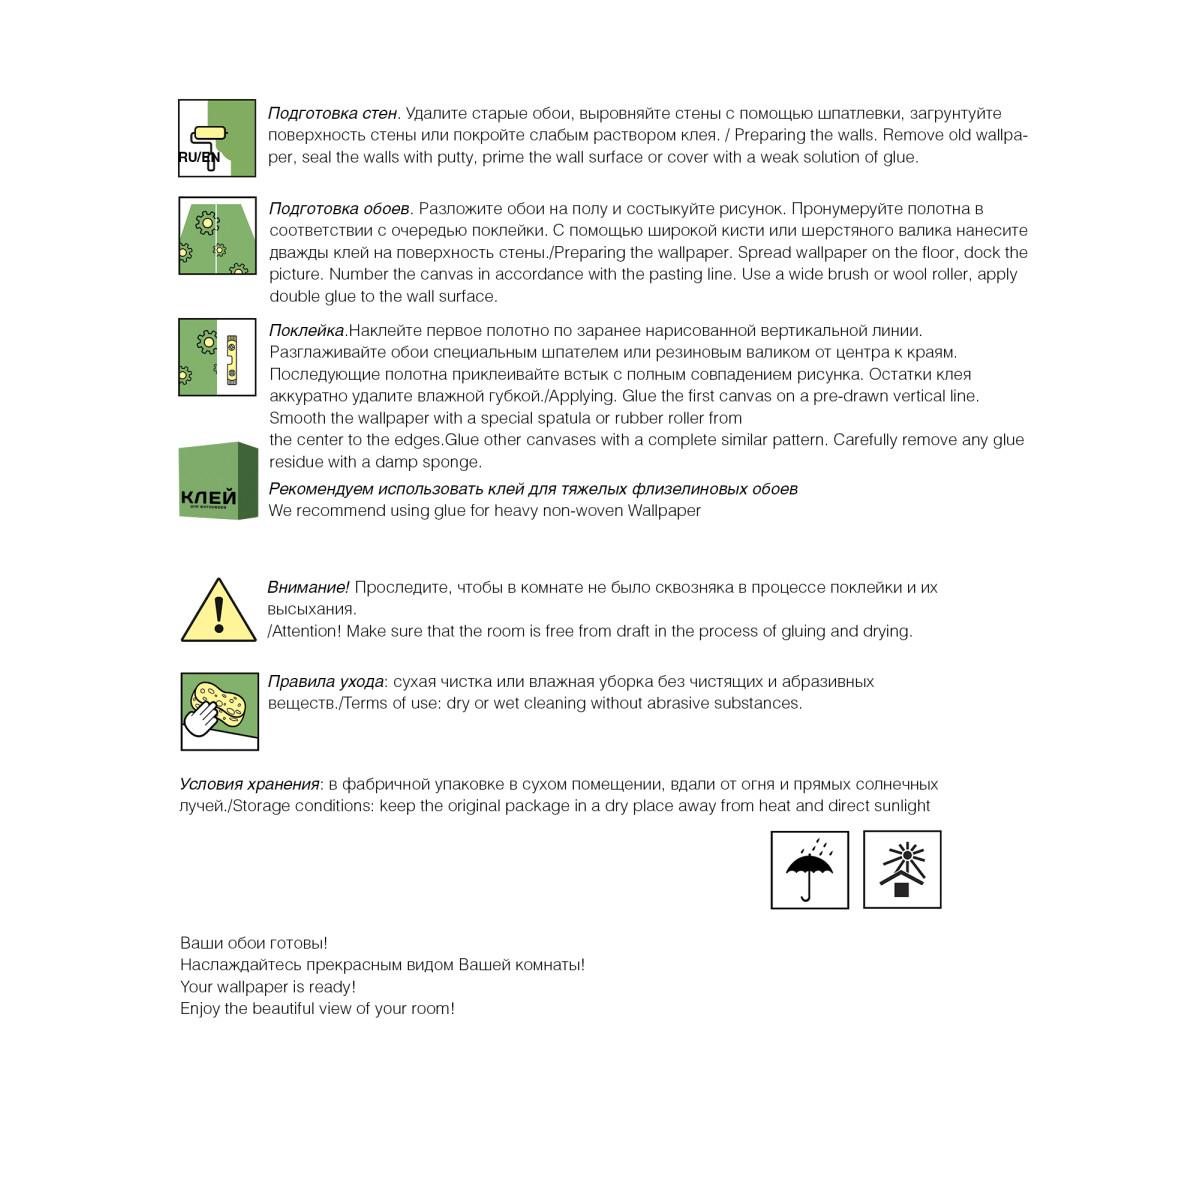 Подготовка стен. Удалите старые обои, выровняйте стены с помощью шпатлевки, загрунтуйте
поверхность стены или покройте слабым раствором клея. / Preparing the walls. Remove old wallpa-
per, seal the walls with putty, prime the wall surface or cover with a weak solution of glue.
RU/EN
Подготовка обоев. Разложите обои на полу и состыкуйте рисунок. Пронумеруйте полотна в
соответствии с очередью поклейки. С помощью широкой кисти или шерстяного валика нанесите
дважды клей на поверхность стены./Preparing the wallpaper. Spread wallpaper on the floor, dock the
picture. Number the canvas in accordance with the pasting line. Use a wide brush or wool roller, apply
double glue to the wall surface.
Поклейка.Наклейте первое полотно по заранее нарисованной вертикальной линии.
Разглаживайте обои специальным шпателем или резиновым валиком от центра к краям.
Последующие полотна приклеивайте встык с полным совпадением рисунка. Остатки клея
аккуратно удалите влажной губкой./Applying. Glue the first canvas on a pre-drawn vertical line.
Smooth the wallpaper with a special spatula or rubber roller from
the center to the edges.Glue other canvases with a complete similar pattern. Carefully remove any glue
residue with a damp sponge.
КЛЕЙ
Рекомендуем использовать клей для тяжелых флизелиновых обоев
We recommend using glue for heavy non-woven Wallpaper
Внимание! Проследите, чтобы в комнате не было сквозняка в процессе поклейки и их
высыхания.
/Attention! Make sure that the room is free from draft in the process of gluing and drying.
Правила ухода: сухая чистка или влажная уборка без чистящих и абразивных
веществ./Terms of use: dry or wet cleaning without abrasive substances.
Условия хранения: в фабричной упаковке в сухом помещении, вдали от огня и прямых солнечных
лучей./Storage conditions: keep the original package in a dry place away from heat and direct sunlight
Ваши обои готовы!
Наслаждайтесь прекрасным видом Вашей комнаты!
Your wallpaper is ready!
Enjoy the beautiful view of your room!